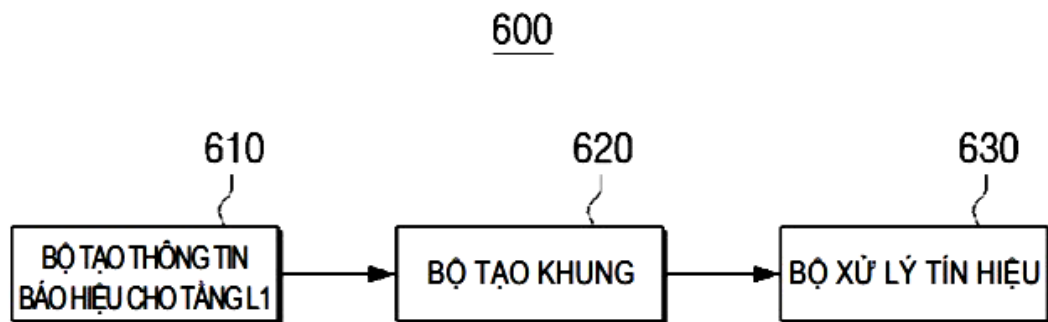 600
610
620
630
BỘ TẠO THÔNG TIN
BÁO HIỆU CHO TẦNG L1
BỘ TẠO KHUNG
BỘ XỬ LÝ TÍN HIỆU